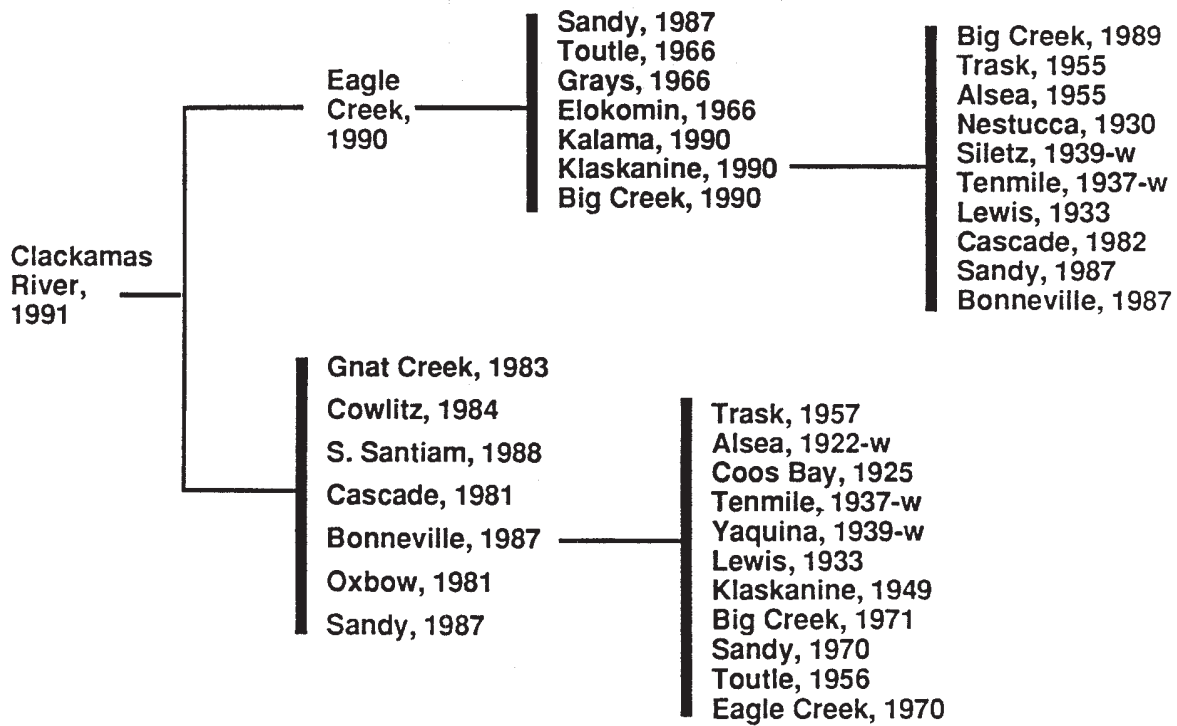 Clackamas
River,
1991
Eagle
Creek,
1990
Sandy, 1987
Toutle, 1966
Grays, 1966
Elokomin, 1966
Kalama, 1990
Klaskanine, 1990
Big Creek, 1990
Big Creek, 1989
Trask, 1955
Alsea, 1955
Nestucca, 1930
Siletz, 1939-w
Tenmile, 1937-w
Lewis, 1933
Cascade, 1982
Sandy, 1987
Bonneville, 1987
Gnat Creek, 1983
Cowlitz, 1984
S. Santiam, 1988
Cascade, 1981
Bonneville, 1987
Oxbow, 1981
Sandy, 1987
Trask, 1957
Alsea, 1922-w
Coos Bay, 1925
Tenmile, 1937-w
Yaquina, 1939-w
Lewis, 1933
Klaskanine, 1949
Big Creek, 1971
Sandy, 1970
Toutle, 1956
Eagle Creek, 1970